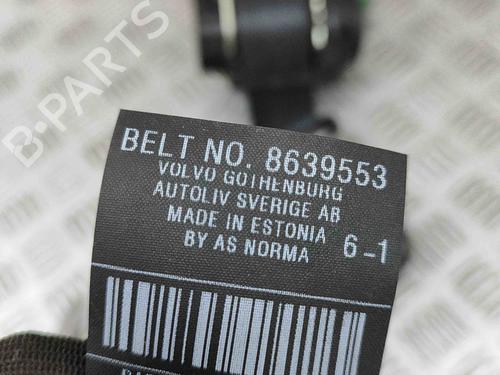 B-PARTS
BELT NO. 8639553
VOLVO GOTHENBURG
AUTOLIV SVERIGE AB
MADE IN ESTONIA
BY AS NORMA 6-1